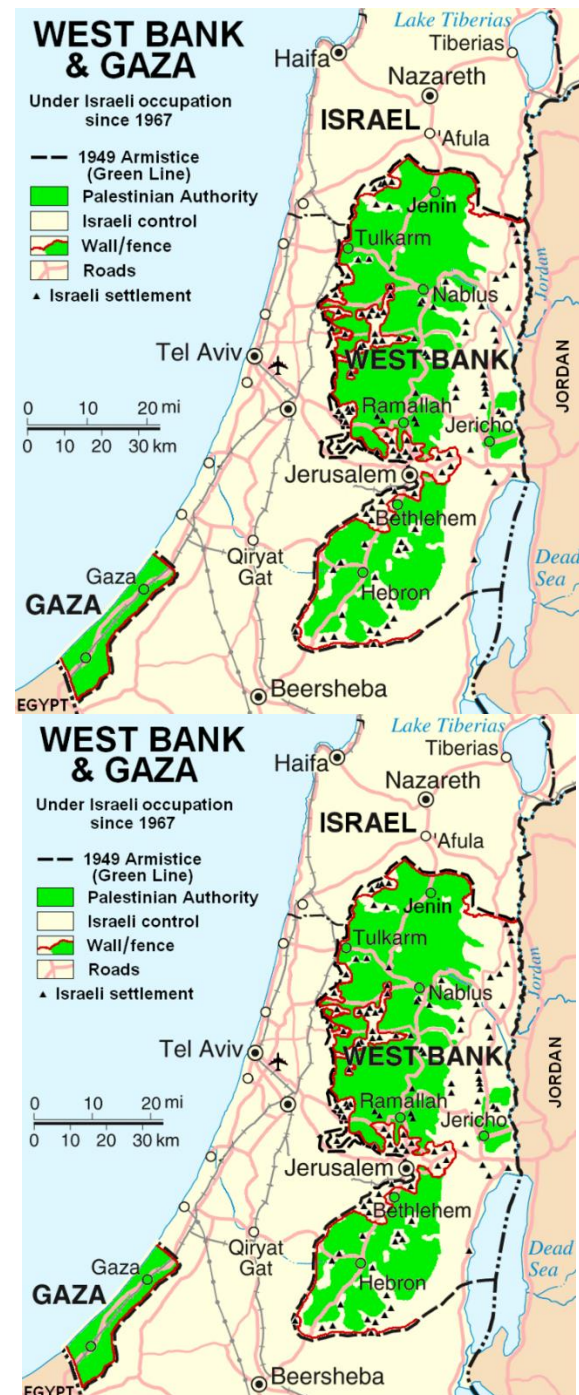 WEST BANK
& GAZA
Under Israeli occupation
since 1967
1949 Armistice
(Green Line)
Palestinian Authority
Israeli control
Wall/fence
Roads
Israeli settlement
Lake Tiberias
Tiberias
Haifa
Nazareth
ISRAEL
'Afula
Jenin
Tulkarm
Nablus
Jordan
Tel Aviv
WEST BANK
JORDAN
0 10 20 mi
0 10 20 30 km
Ramallah
Jericho
Jerusalem
Bethlehem
Qiryat
Gat
Dead
Sea
Gaza
Hebron
GAZA
Beersheba
EGYPT
WEST BANK
& GAZA
Under Israeli occupation
since 1967
1949 Armistice
(Green Line)
Palestinian Authority
Israeli control
Wall/fence
Roads
Israeli settlement
Lake Tiberias
Tiberias
Haifa
Nazareth
ISRAEL
'Afula
Jenin
Tulkarm
Nablus
Jordan
Tel Aviv
WEST BANK
JORDAN
0 10 20 mi
0 10 20 30 km
Ramallah
Jericho
Jerusalem
Bethlehem
Qiryat
Gat
Dead
Sea
Gaza
Hebron
GAZA
Beersheba
EGYPT